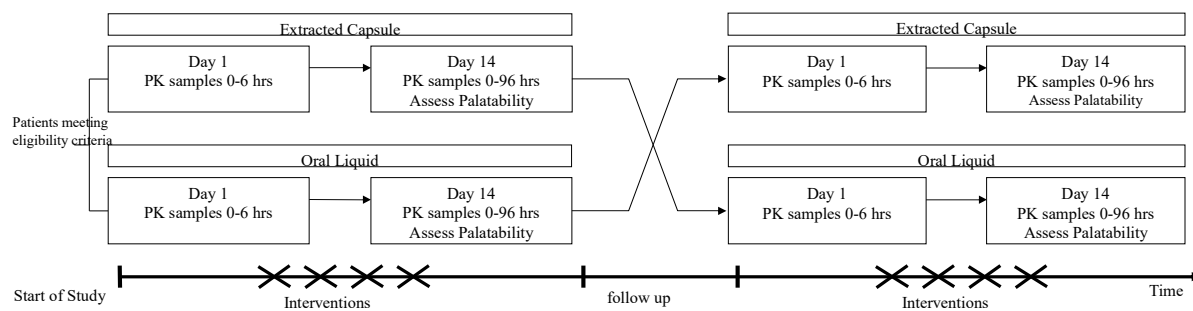 Extracted Capsule
Day 1
PK samples 0-6 hrs
Day 14
PK samples 0-96 hrs
Assess Palatability
Patients meeting
eligibility criteria
Oral Liquid
Day 1
PK samples 0-6 hrs
Day 14
PK samples 0-96 hrs
Assess Palatability
Extracted Capsule
Day 1
PK samples 0-6 hrs
Day 14
PK samples 0-96 hrs
Assess Palatability
Oral Liquid
Day 1
PK samples 0-6 hrs
Day 14
PK samples 0-96 hrs
Assess Palatability
Start of Study
Interventions
follow up
Interventions
Time